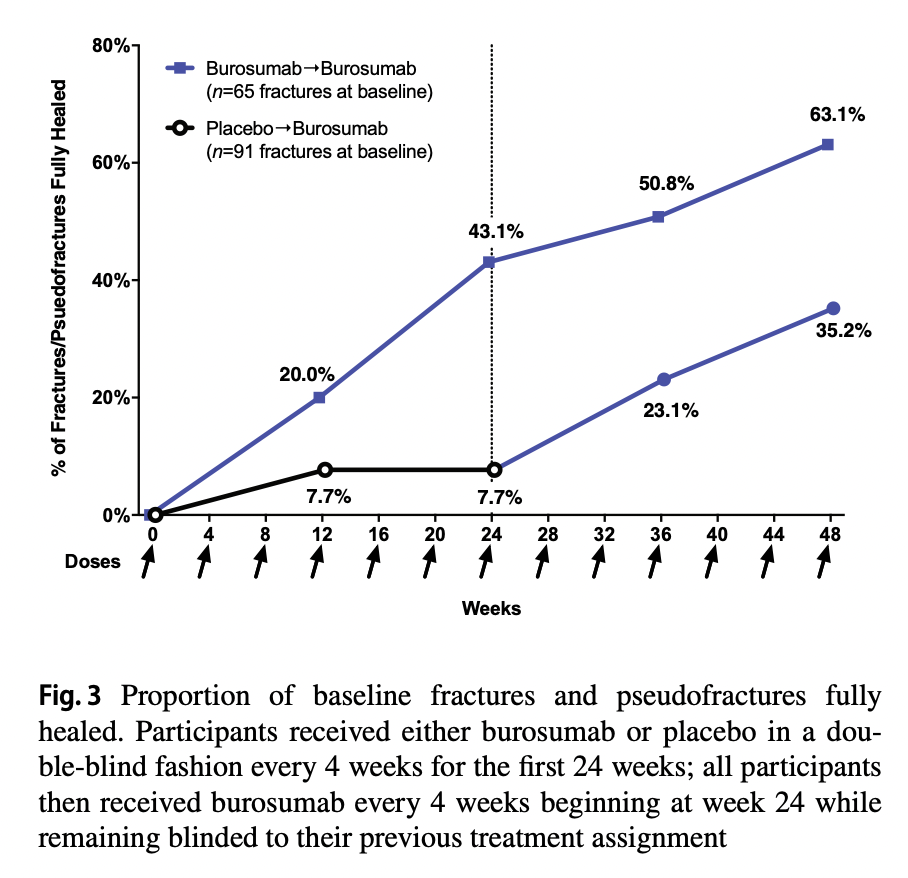 80%
60%
40%
20%
0%
% of Fractures/Psuedofractures Fully Healed
Burosumab→Burosumab
(n=65 fractures at baseline)
Placebo→Burosumab
(n=91 fractures at baseline)
20.0%
43.1%
50.8%
63.1%
7.7%
7.7%
23.1%
35.2%
0 4 8 12 16 20 24 28 32 36 40 44 48
Doses
Weeks
Fig. 3 Proportion of baseline fractures and pseudofractures fully
healed. Participants received either burosumab or placebo in a dou-
ble-blind fashion every 4 weeks for the first 24 weeks; all participants
then received burosumab every 4 weeks beginning at week 24 while
remaining blinded to their previous treatment assignment